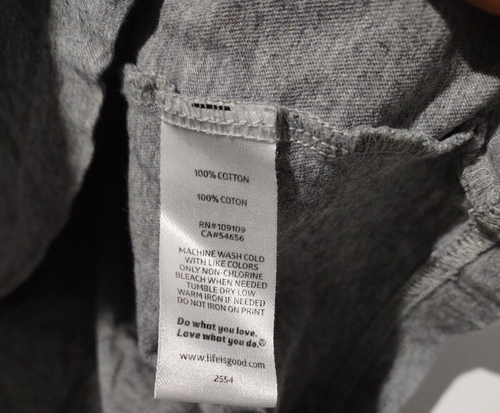 100% COTTON
100% COTON
RN#109109
CA#54656
MACHINE WASH COLD
WITH LIKE COLORS
ONLY NON-CHLORINE
BLEACH WHEN NEEDED
TUMBLE DRY LOW
WARM IRON IF NEEDED
DO NOT IRON ON PRINT
Do what you love.
Love what you do.®
www.lifeisgood.com
2554